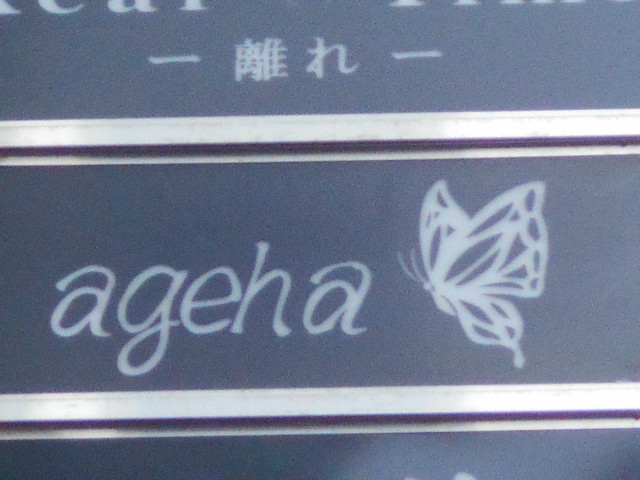 ー 離れ ー
ageha